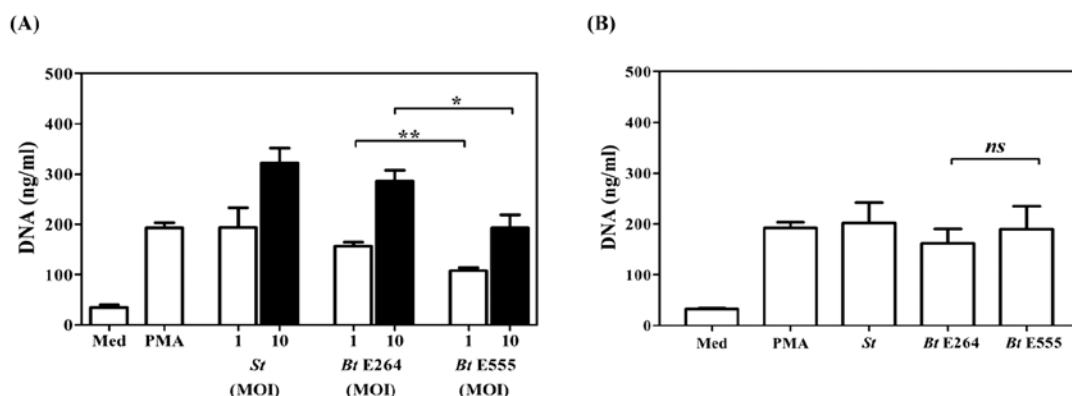 (A)
500
400
300
200
100
0
DNA (ng/ml)
**
*
Med PMA 1 10 1 10 1 10
St Bt E264 Bt E555
(MOI) (MOI) (MOI)
(B)
500
400
300
200
100
0
DNA (ng/ml)
ns
Med PMA St Bt E264 Bt E555